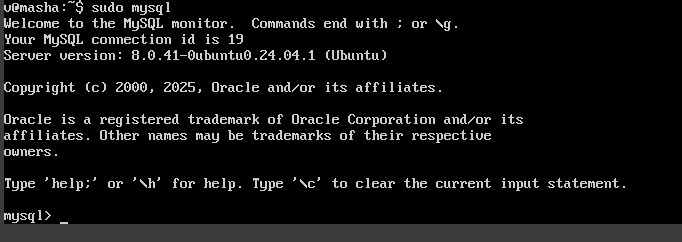 v@masha:~$ sudo mysql
Welcome to the MySQL monitor.  Commands end with ; or \g.
Your MySQL connection id is 19
Server version: 8.0.41-0ubuntu0.24.04.1 (Ubuntu)
Copyright (c) 2000, 2025, Oracle and/or its affiliates.
Oracle is a registered trademark of Oracle Corporation and/or its
affiliates. Other names may be trademarks of their respective
owners.
Type 'help;' or '\h' for help. Type '\c' to clear the current input statement.
mysql> _